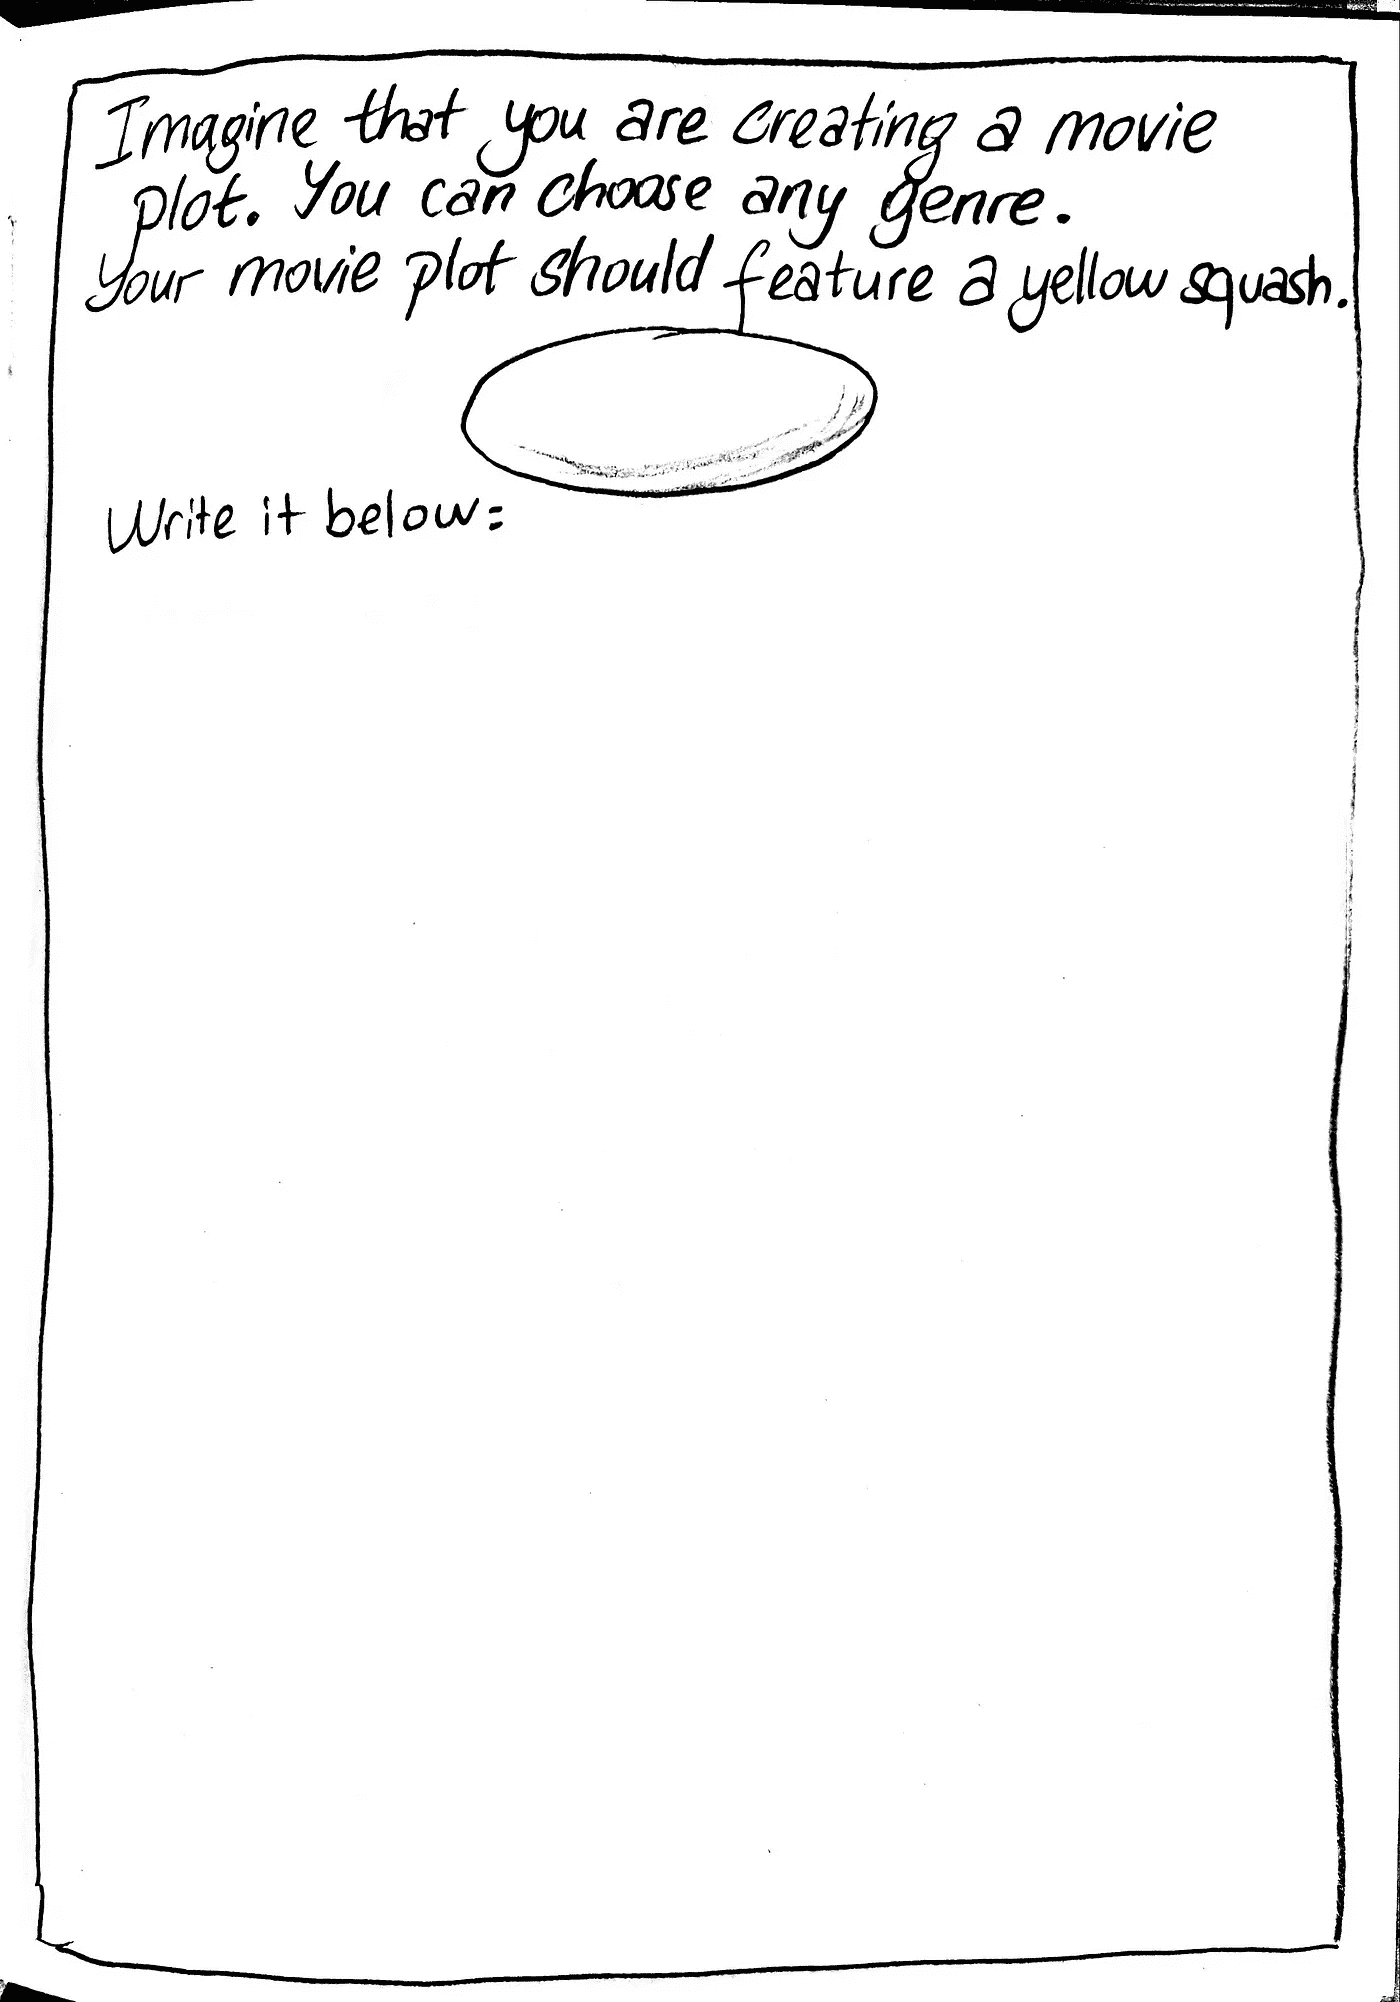 Imagine that you are creating a movie
plot. You can choose any genre.
Your movie plot should feature a yellow squash.
Write it below: